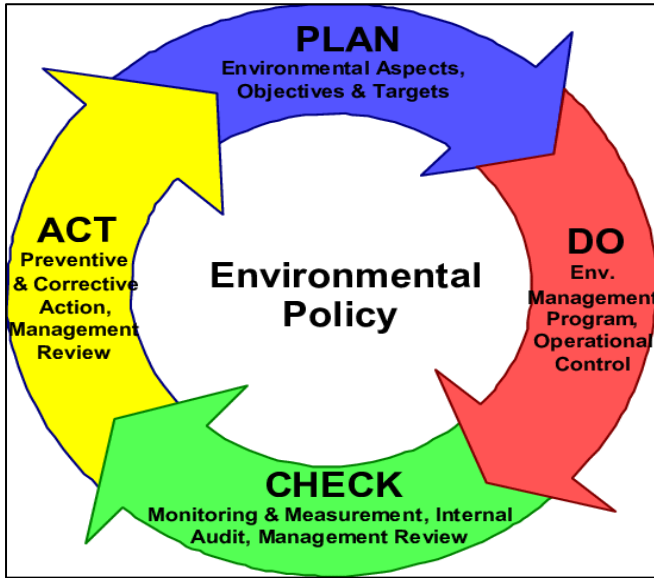 PLAN
Environmental Aspects,
Objectives & Targets
DO
Env.
Management
Program,
Operational
Control
CHECK
Monitoring & Measurement, Internal
Audit, Management Review
ACT
Preventive
& Corrective
Action,
Management
Review
Environmental
Policy